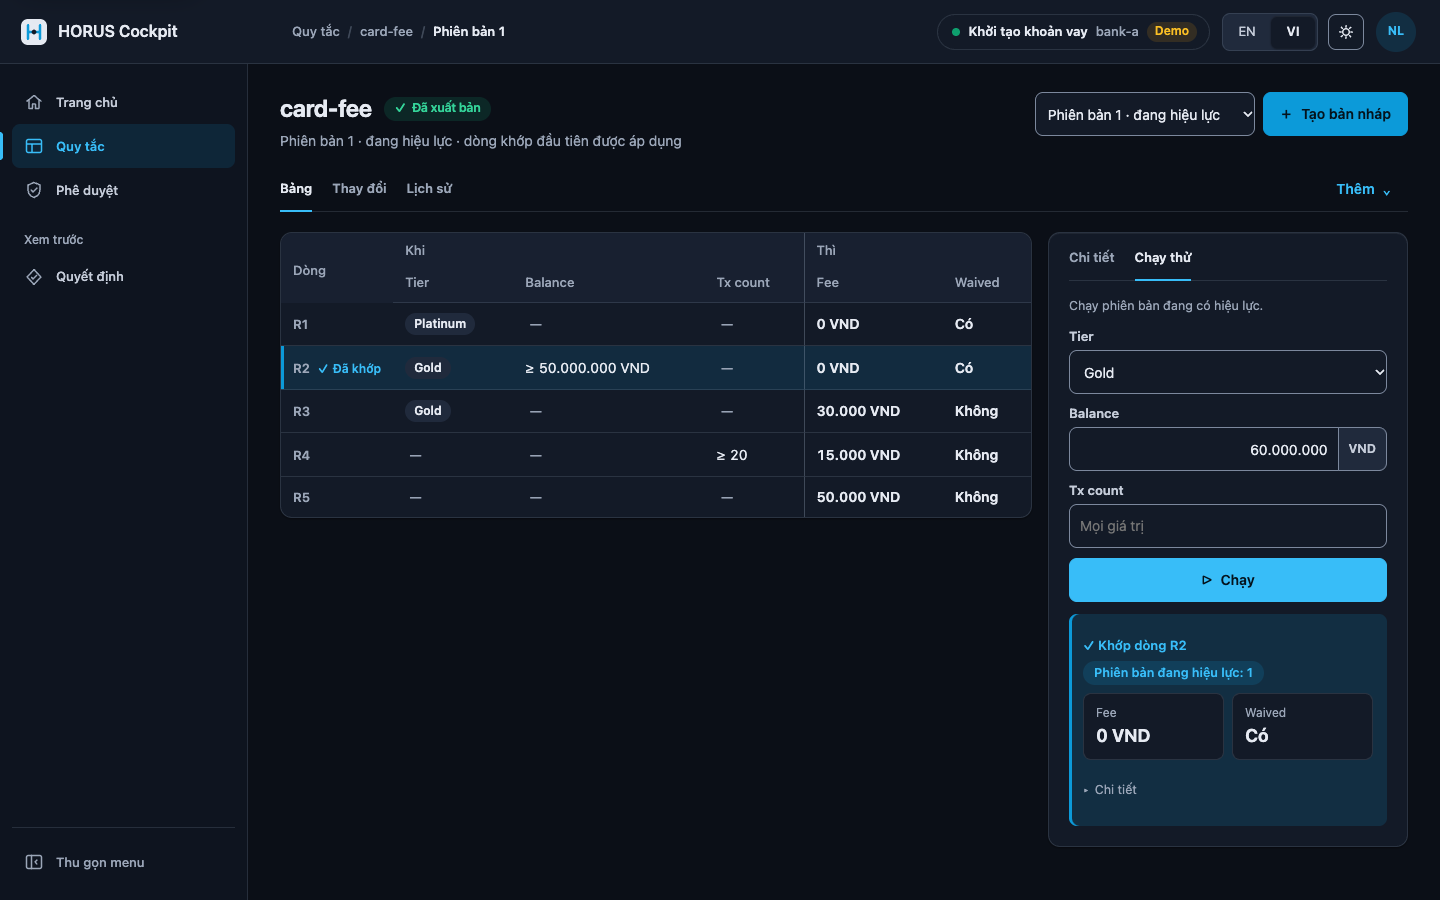 HORUS Cockpit
Quy tắc / card-fee / Phiên bản 1
Khởi tạo khoản vay bank-a Demo
EN VI
NL
Trang chủ
Quy tắc
Phê duyệt
Xem trước
Quyết định
Thu gọn menu
card-fee Đã xuất bản
Phiên bản 1 · đang hiệu lực · dòng khớp đầu tiên được áp dụng
Phiên bản 1 · đang hiệu lực
+ Tạo bản nháp
Bảng Thay đổi Lịch sử
Thêm
Dòng Khi Thì
Tier Balance Tx count Fee Waived
R1 Platinum — — 0 VND Có
R2 ✓ Đã khớp Gold ≥ 50.000.000 VND — 0 VND Có
R3 Gold — — 30.000 VND Không
R4 — — ≥ 20 15.000 VND Không
R5 — — — 50.000 VND Không
Chi tiết Chạy thử
Chạy phiên bản đang có hiệu lực.
Tier
Gold
Balance
60.000.000 VND
Tx count
Mọi giá trị
Chạy
✓ Khớp dòng R2
Phiên bản đang hiệu lực: 1
Fee Waived
0 VND Có
Chi tiết